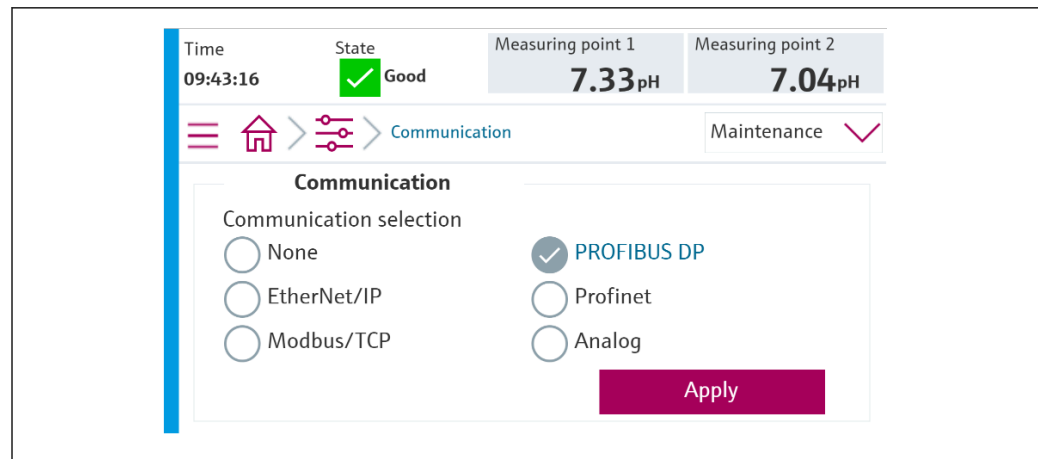 Time State Measuring point 1 Measuring point 2
09:43:16 Good 7.33pH 7.04pH
Communication Maintenance
Communication
Communication selection
None PROFIBUS DP
EtherNet/IP Profinet
Modbus/TCP Analog
Apply